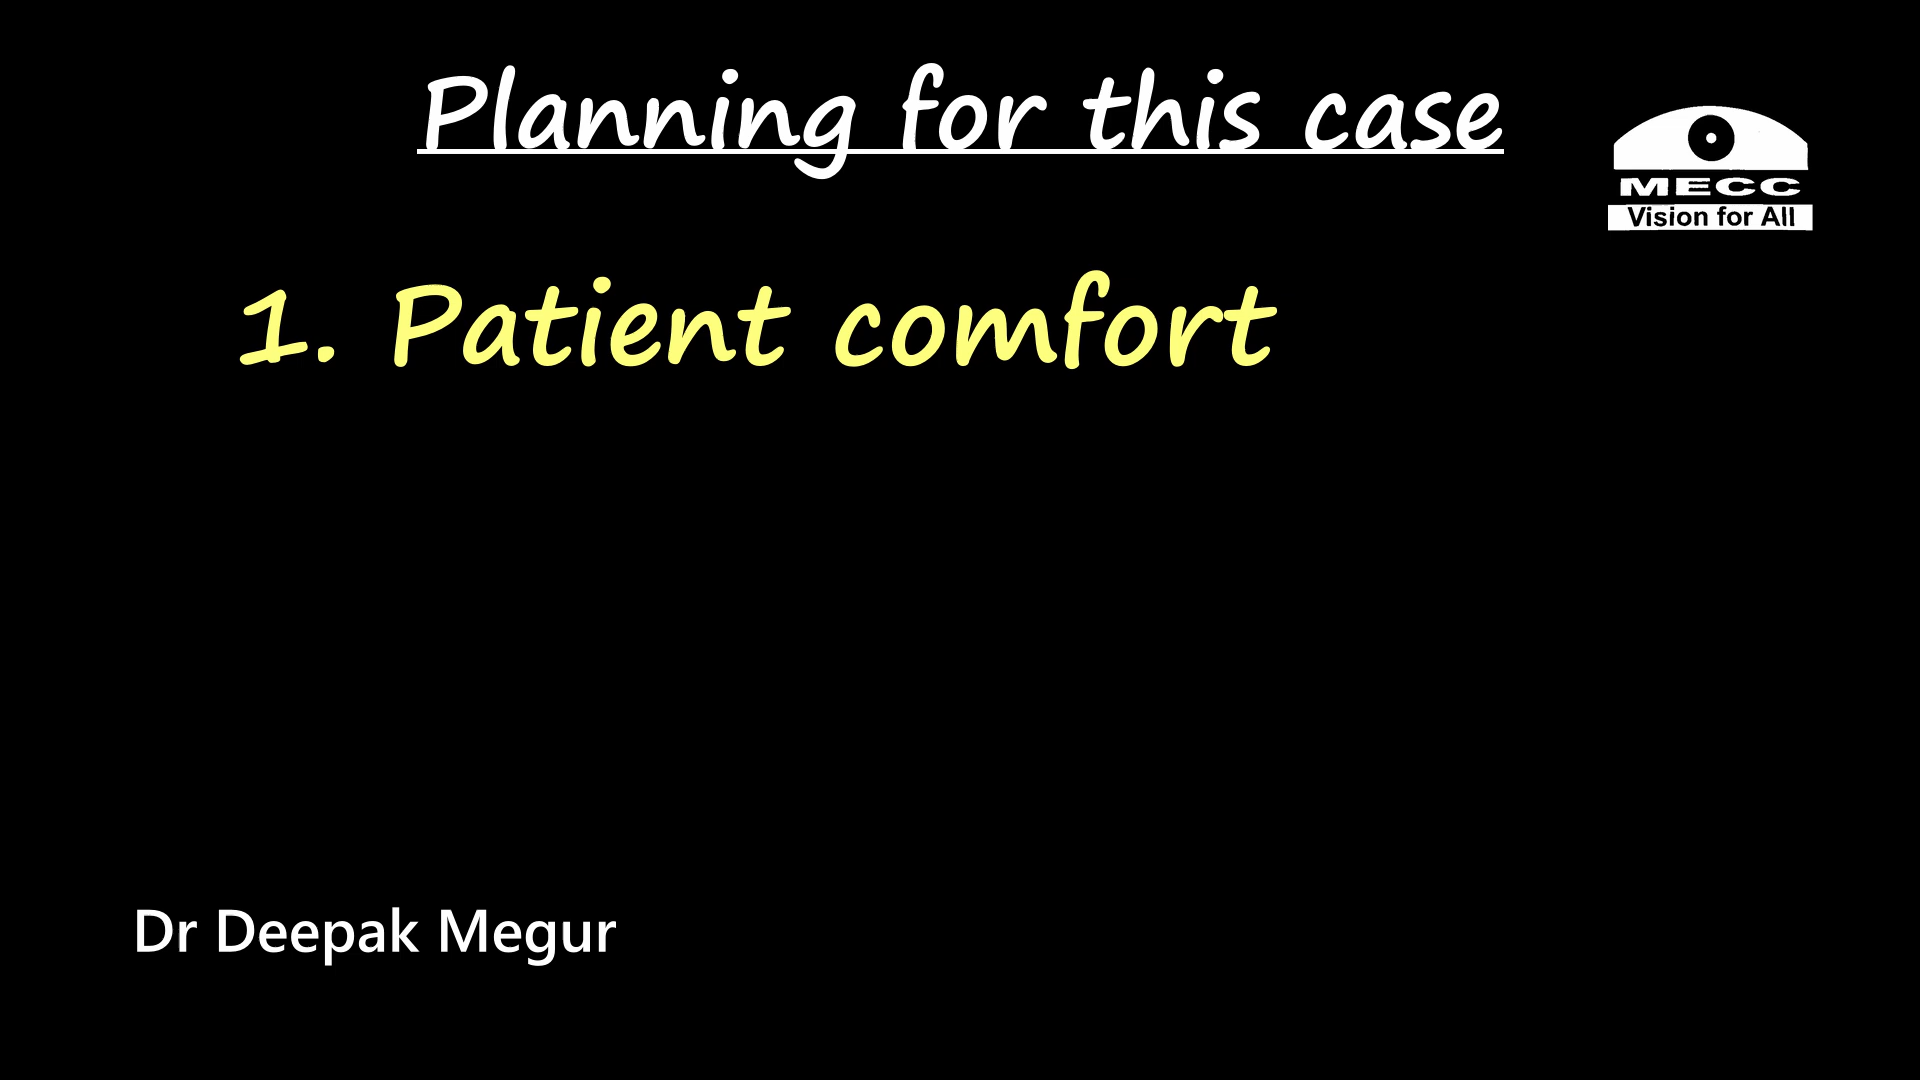 Planning for this case
MECC
Vision for All
1. Patient comfort
Dr Deepak Megur